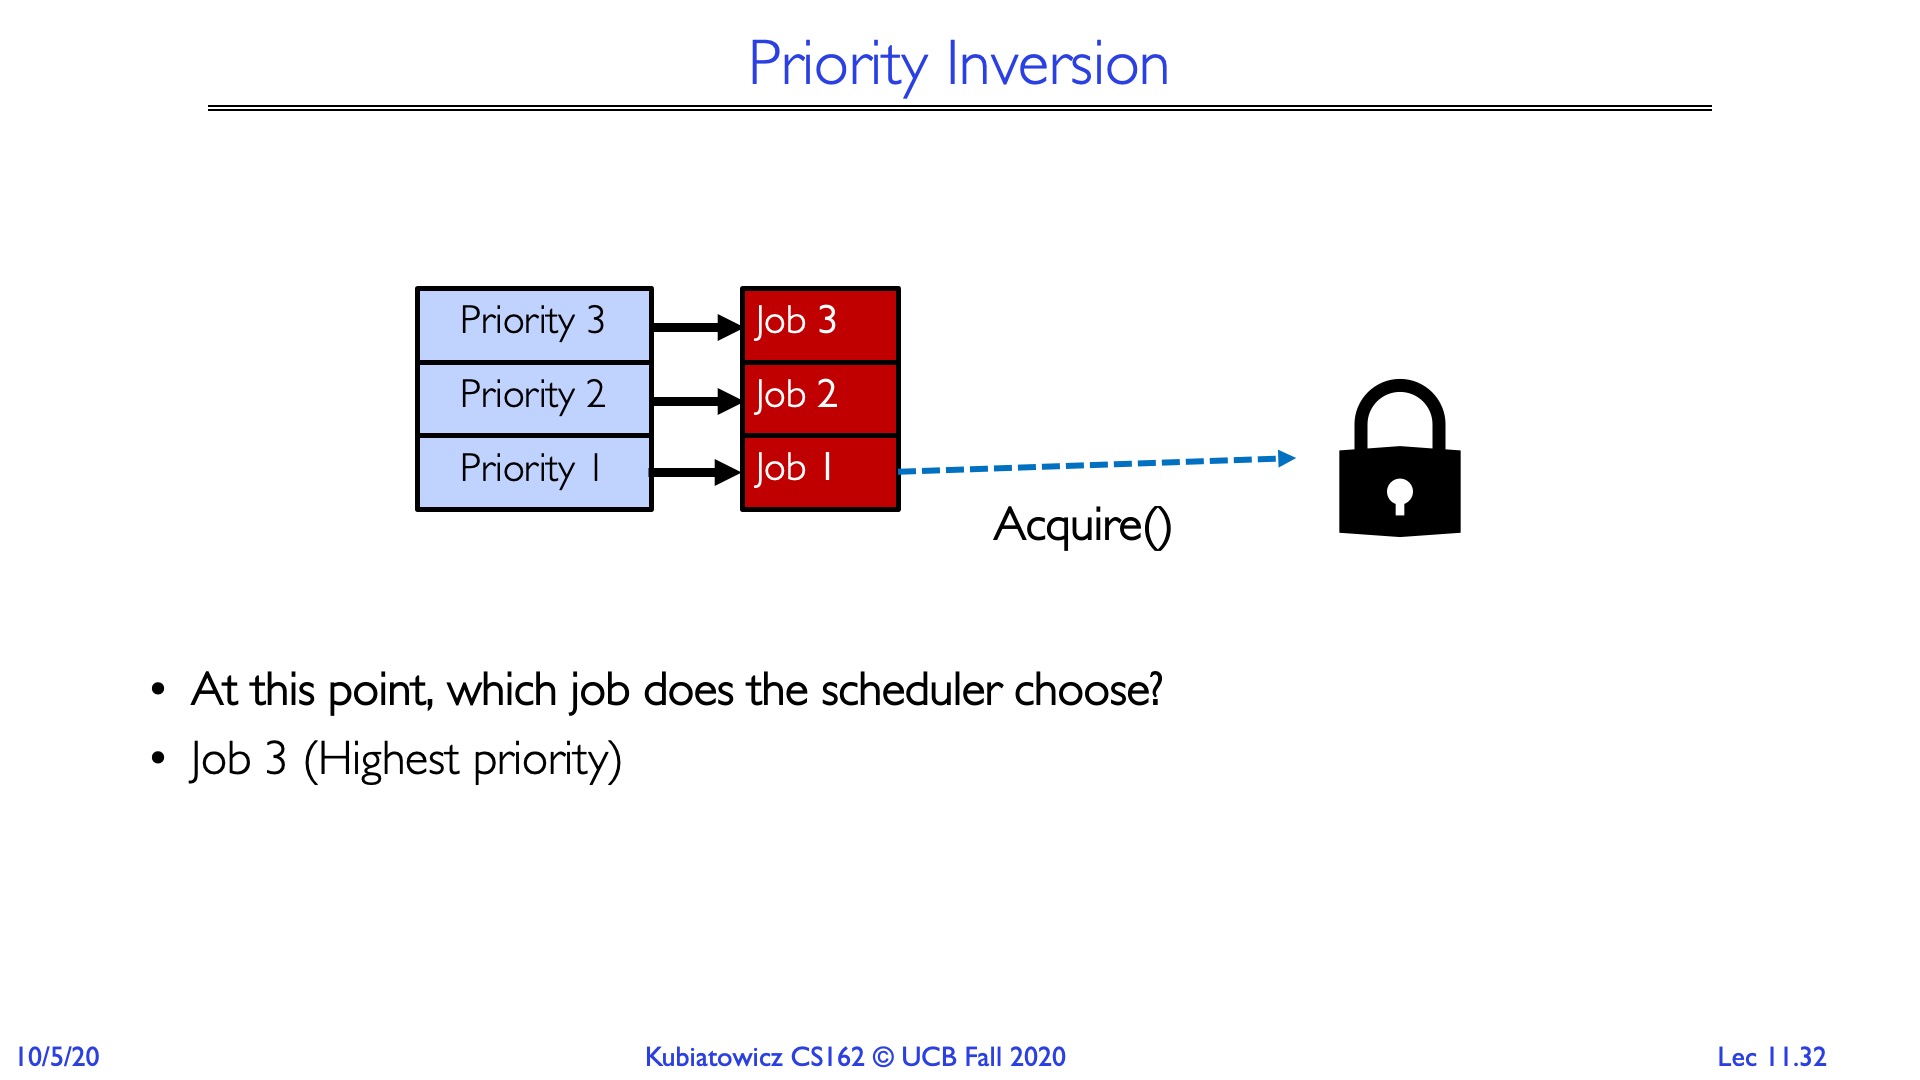 Priority Inversion
Priority 3
Job 3
Priority 2
Job 2
Priority 1
Job 1
Acquire()
• At this point, which job does the scheduler choose?
• Job 3 (Highest priority)
10/5/20
Kubiatowicz CS162 © UCB Fall 2020
Lec 11.32